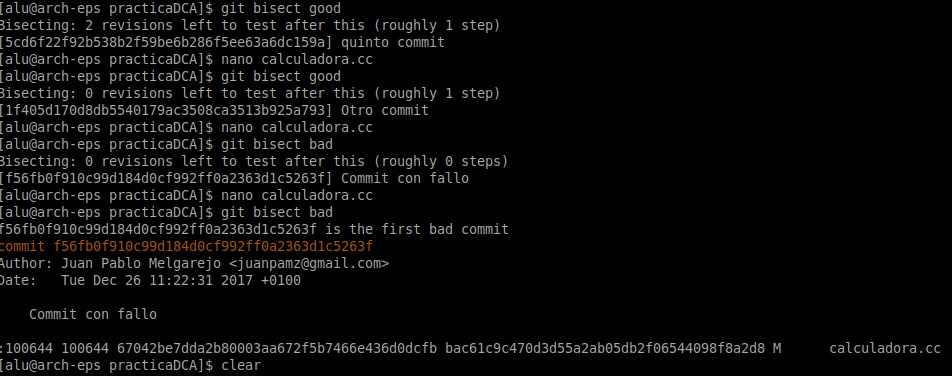 [alu@arch-eps practicaDCA]$ git bisect good
Bisecting: 2 revisions left to test after this (roughly 1 step)
[5cd6f22f92b538b2f59be6b286f5ee63a6dc159a] quinto commit
[alu@arch-eps practicaDCA]$ nano calculadora.cc
[alu@arch-eps practicaDCA]$ git bisect good
Bisecting: 0 revisions left to test after this (roughly 1 step)
[1f405d170d8db5540179ac3508ca3513b925a793] Otro commit
[alu@arch-eps practicaDCA]$ nano calculadora.cc
[alu@arch-eps practicaDCA]$ git bisect bad
Bisecting: 0 revisions left to test after this (roughly 0 steps)
[f56fb0f910c99d184d0cf992ff0a2363d1c5263f] Commit con fallo
[alu@arch-eps practicaDCA]$ nano calculadora.cc
[alu@arch-eps practicaDCA]$ git bisect bad
f56fb0f910c99d184d0cf992ff0a2363d1c5263f is the first bad commit
commit f56fb0f910c99d184d0cf992ff0a2363d1c5263f
Author: Juan Pablo Melgarejo <juanpamz@gmail.com>
Date:   Tue Dec 26 11:22:31 2017 +0100
    Commit con fallo
:100644 100644 67042be7dda2b80003aa672f5b7466e436d0dcfb bac61c9c470d3d55a2ab05db2f06544098f8a2d8 M      calculadora.cc
[alu@arch-eps practicaDCA]$ clear